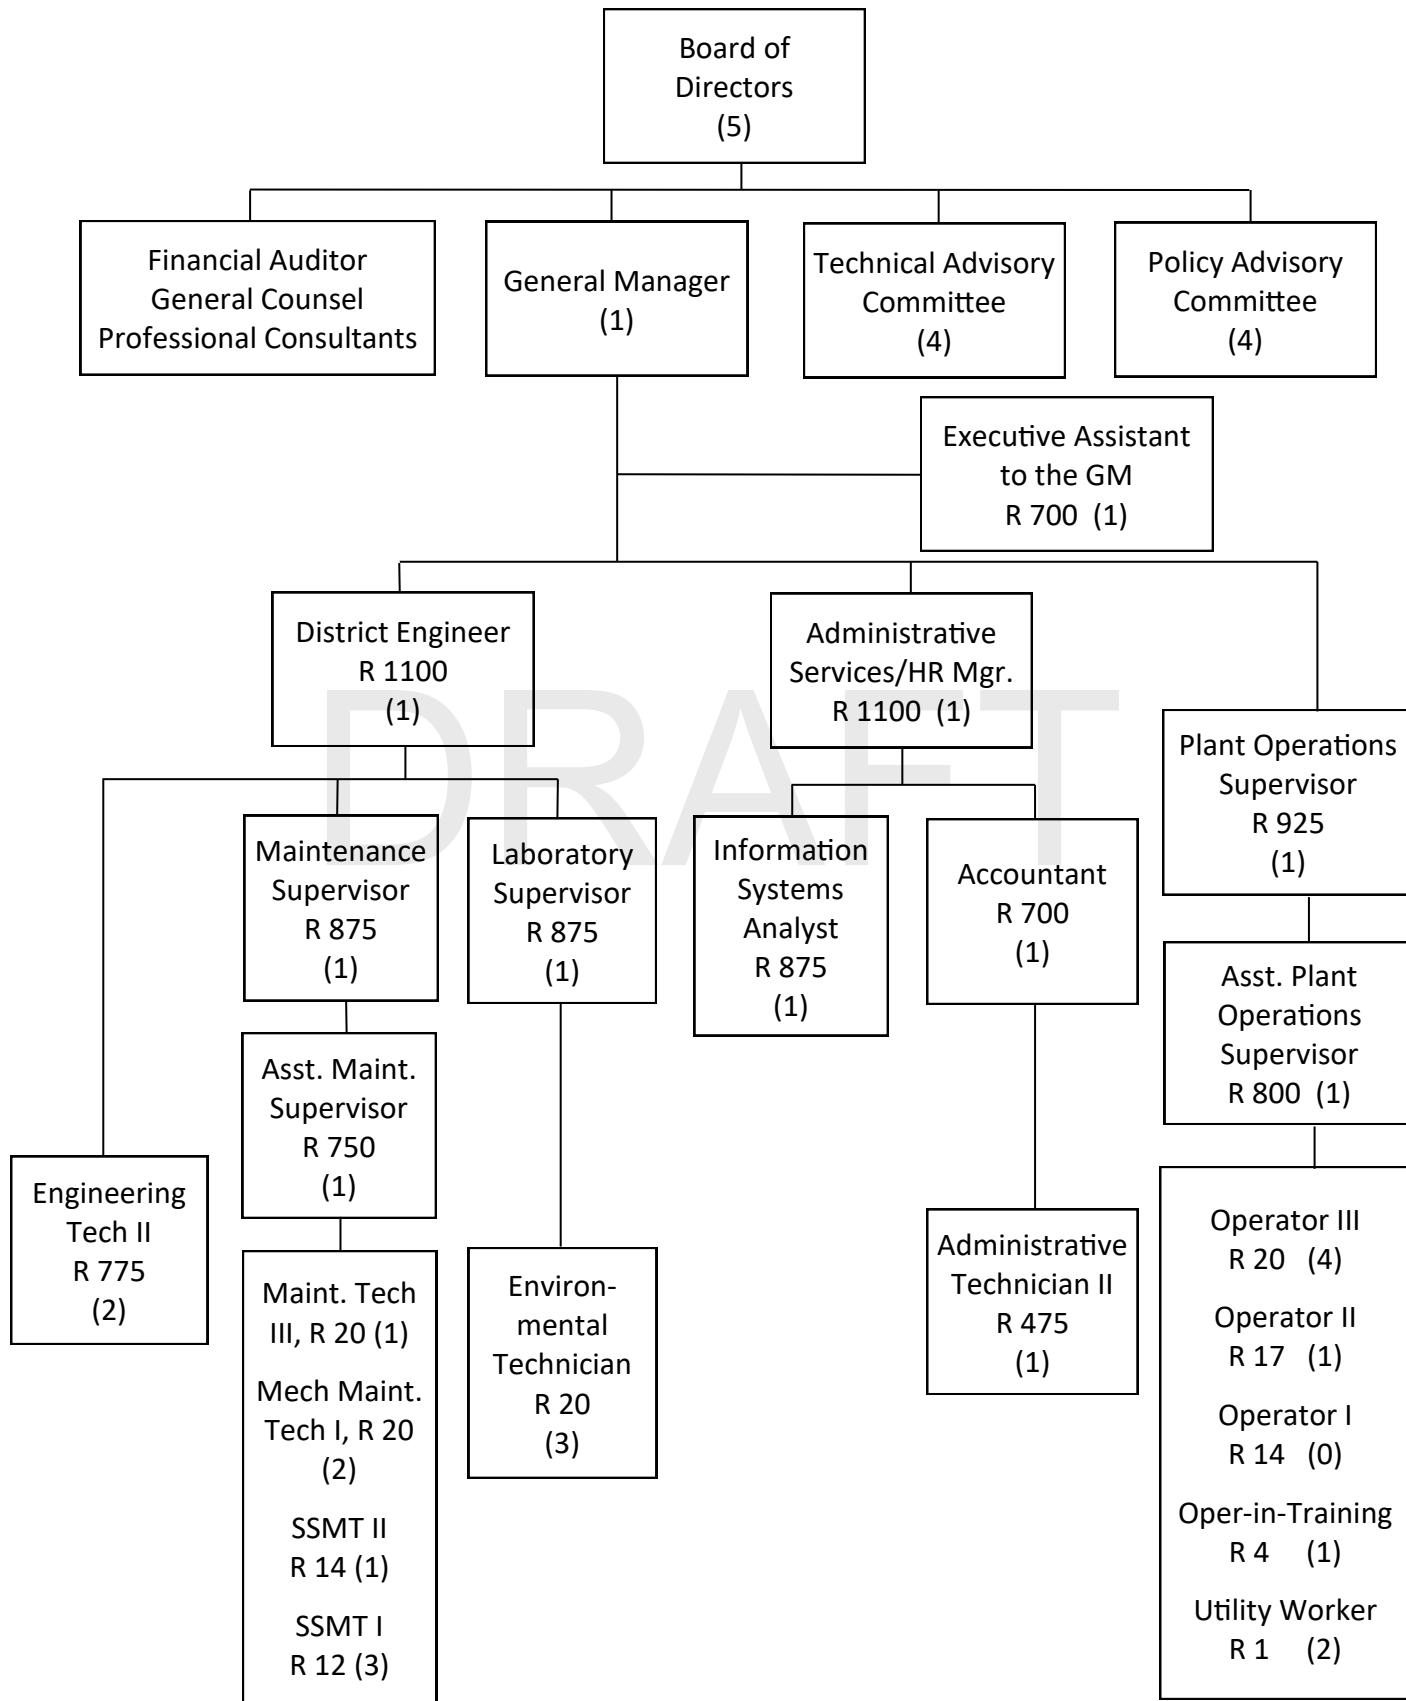 Board of
Directors
(5)
Financial Auditor
General Counsel
Professional Consultants
General Manager
(1)
Technical Advisory
Committee
(4)
Policy Advisory
Committee
(4)
Executive Assistant
to the GM
R 700 (1)
District Engineer
R 1100
(1)
Administrative
Services/HR Mgr.
R 1100 (1)
Plant Operations
Supervisor
R 925
(1)
DRAFT
Maintenance
Supervisor
R 875
(1)
Laboratory
Supervisor
R 875
(1)
Information
Systems
Analyst
R 875
(1)
Accountant
R 700
(1)
Asst. Plant
Operations
Supervisor
R 800 (1)
Asst. Maint.
Supervisor
R 750
(1)
Engineering
Tech II
R 775
(2)
Maint. Tech
III, R 20 (1)
Mech Maint.
Tech I, R 20
(2)
SSMT II
R 14 (1)
SSMT I
R 12 (3)
Environ-
mental
Technician
R 20
(3)
Administrative
Technician II
R 475
(1)
Operator III
R 20 (4)
Operator II
R 17 (1)
Operator I
R 14 (0)
Oper-in-Training
R 4 (1)
Utility Worker
R 1 (2)